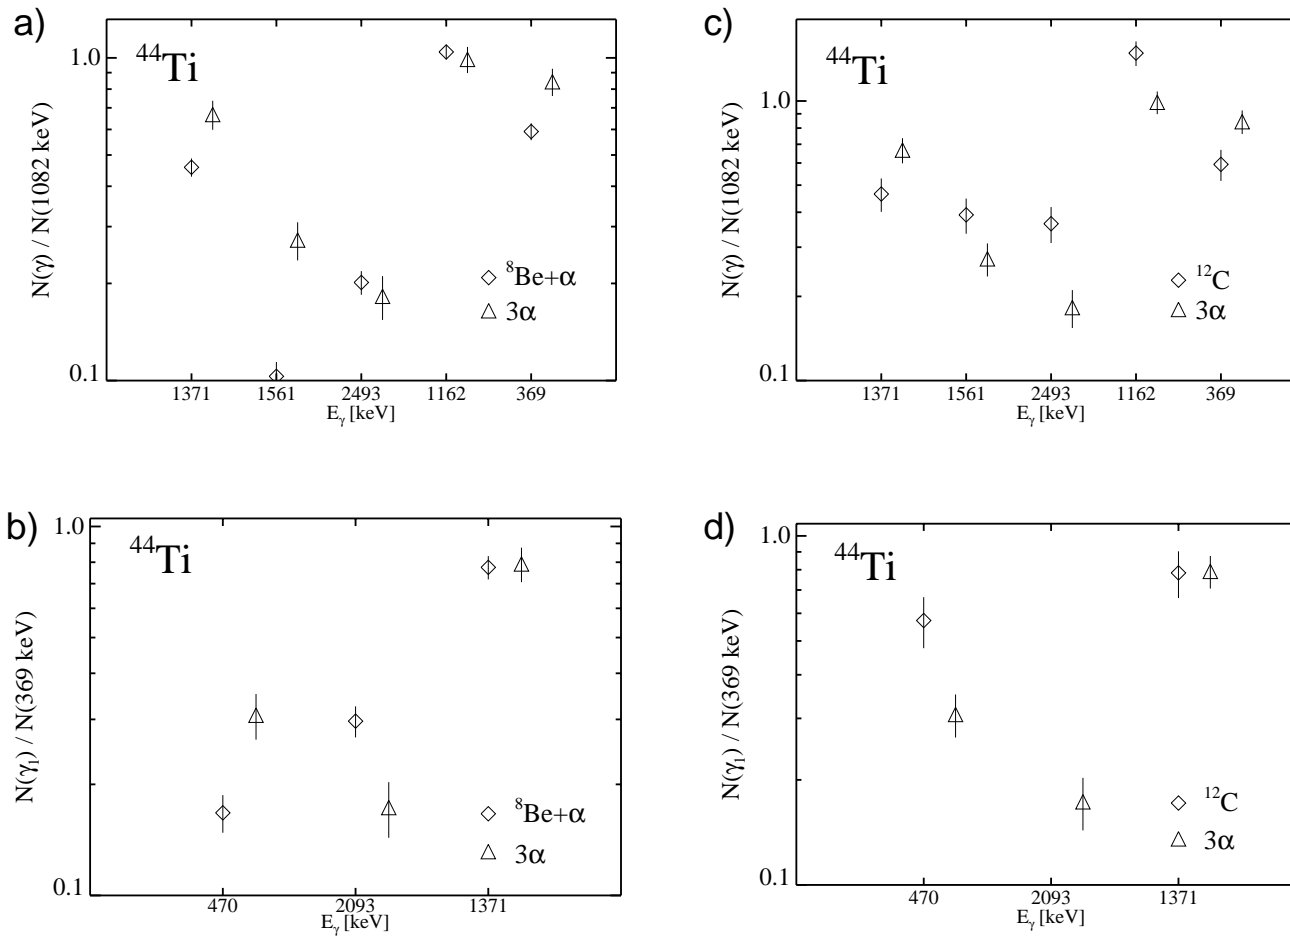 a)
⁴⁴Ti
1.0
0.1
N(γ) / N(1082 keV)
⁸Be+α
3α
1371 1561 2493 1162 369
Eγ [keV]
c)
⁴⁴Ti
1.0
0.1
N(γ) / N(1082 keV)
¹²C
3α
1371 1561 2493 1162 369
Eγ [keV]
b)
⁴⁴Ti
1.0
0.1
N(γ₁) / N(369 keV)
⁸Be+α
3α
470 2093 1371
Eγ [keV]
d)
⁴⁴Ti
1.0
0.1
N(γ₁) / N(369 keV)
¹²C
3α
470 2093 1371
Eγ [keV]